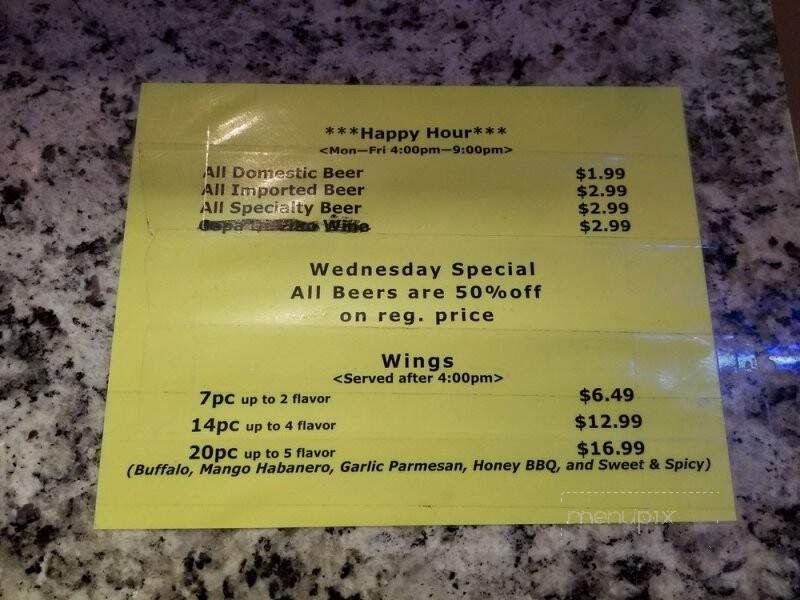 ***Happy Hour***
<Mon—Fri 4:00pm—9:00pm>
All Domestic Beer $1.99
All Imported Beer $2.99
All Specialty Beer $2.99
Wine $2.99
Wednesday Special
All Beers are 50%off
on reg. price
Wings
<Served after 4:00pm>
7pc up to 2 flavor $6.49
14pc up to 4 flavor $12.99
20pc up to 5 flavor $16.99
(Buffalo, Mango Habanero, Garlic Parmesan, Honey BBQ, and Sweet & Spicy)
menupix